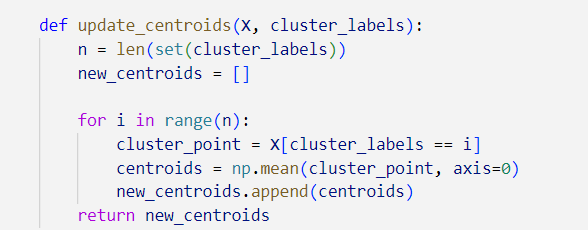 def update_centroids(X, cluster_labels):
    n = len(set(cluster_labels))
    new_centroids = []

    for i in range(n):
        cluster_point = X[cluster_labels == i]
        centroids = np.mean(cluster_point, axis=0)
        new_centroids.append(centroids)
    return new_centroids